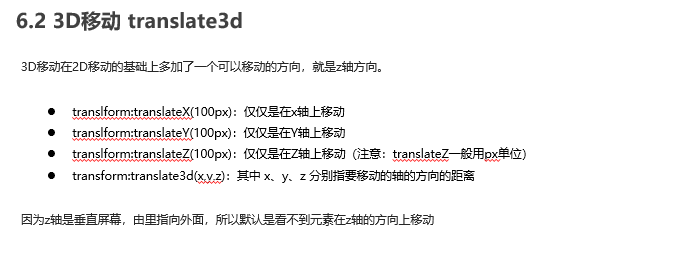 6.2 3D移动 translate3d
3D移动在2D移动的基础上多加了一个可以移动的方向，就是z轴方向。
● translform:translateX(100px)：仅仅是在x轴上移动
● translform:translateY(100px)：仅仅是在Y轴上移动
● translform:translateZ(100px)：仅仅是在Z轴上移动（注意：translateZ一般用px单位）
● transform:translate3d(x,y,z)：其中 x、y、z 分别指要移动的轴的方向的距离
因为z轴是垂直屏幕，由里指向外面，所以默认是看不到元素在z轴的方向上移动